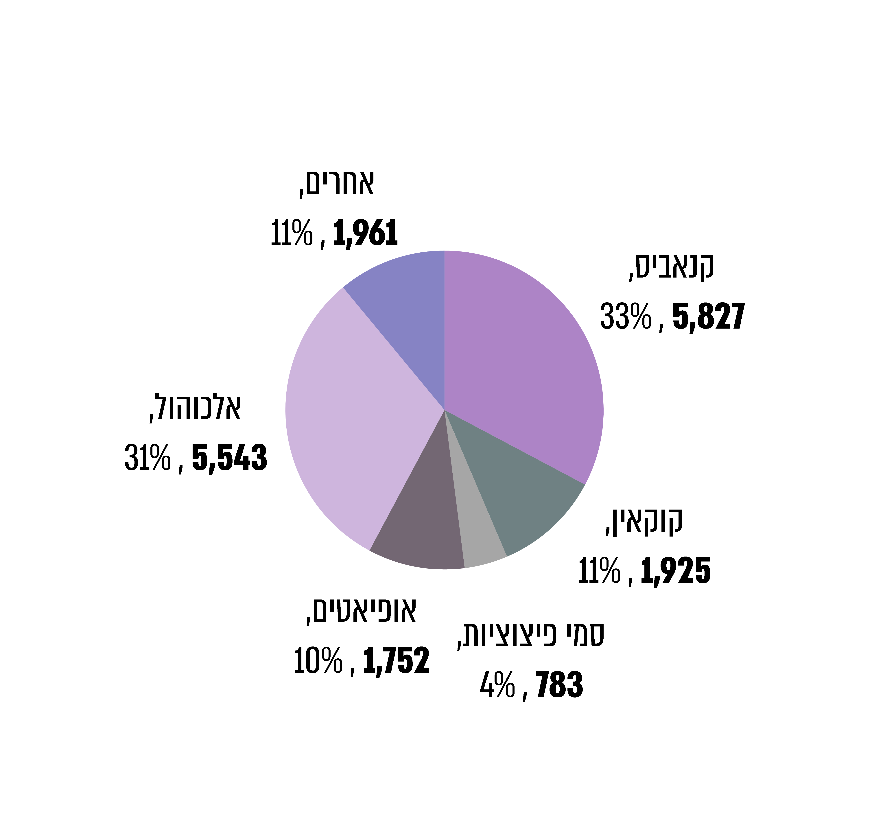 אחרים,
1,961 , 11%
קנאביס,
5,827 , 33%
אלכוהול,
5,543 , 31%
קוקאין,
1,925 , 11%
אופיאטים,
1,752 , 10%
סמי פיצוציות,
783 , 4%